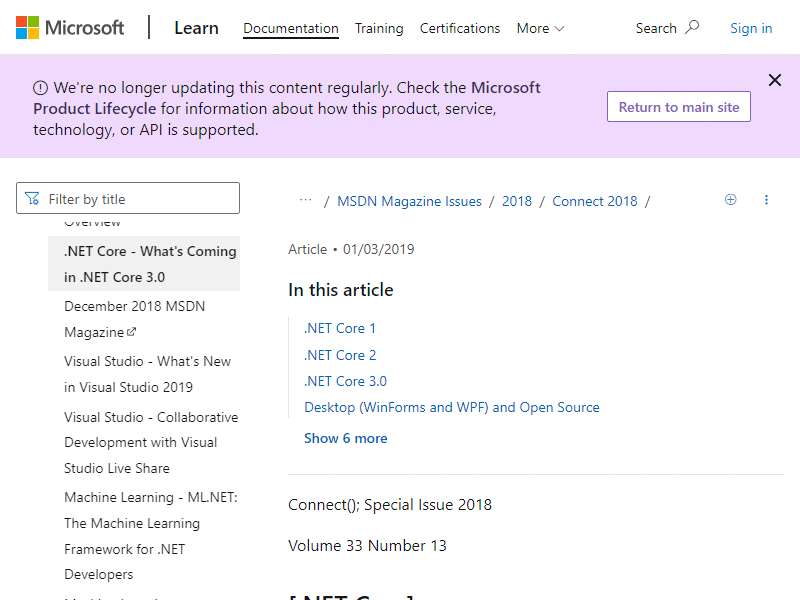 Microsoft
Learn
Documentation
Training
Certifications
More
Search
Sign in
We're no longer updating this content regularly. Check the Microsoft
Product Lifecycle for information about how this product, service,
technology, or API is supported.
Return to main site
Filter by title
Overview
.NET Core - What's Coming
in .NET Core 3.0
December 2018 MSDN
Magazine
Visual Studio - What's New
in Visual Studio 2019
Visual Studio - Collaborative
Development with Visual
Studio Live Share
Machine Learning - ML.NET:
The Machine Learning
Framework for .NET
Developers
... / MSDN Magazine Issues / 2018 / Connect 2018 /
Article • 01/03/2019
In this article
.NET Core 1
.NET Core 2
.NET Core 3.0
Desktop (WinForms and WPF) and Open Source
Show 6 more
Connect(); Special Issue 2018
Volume 33 Number 13
[.NET Core]